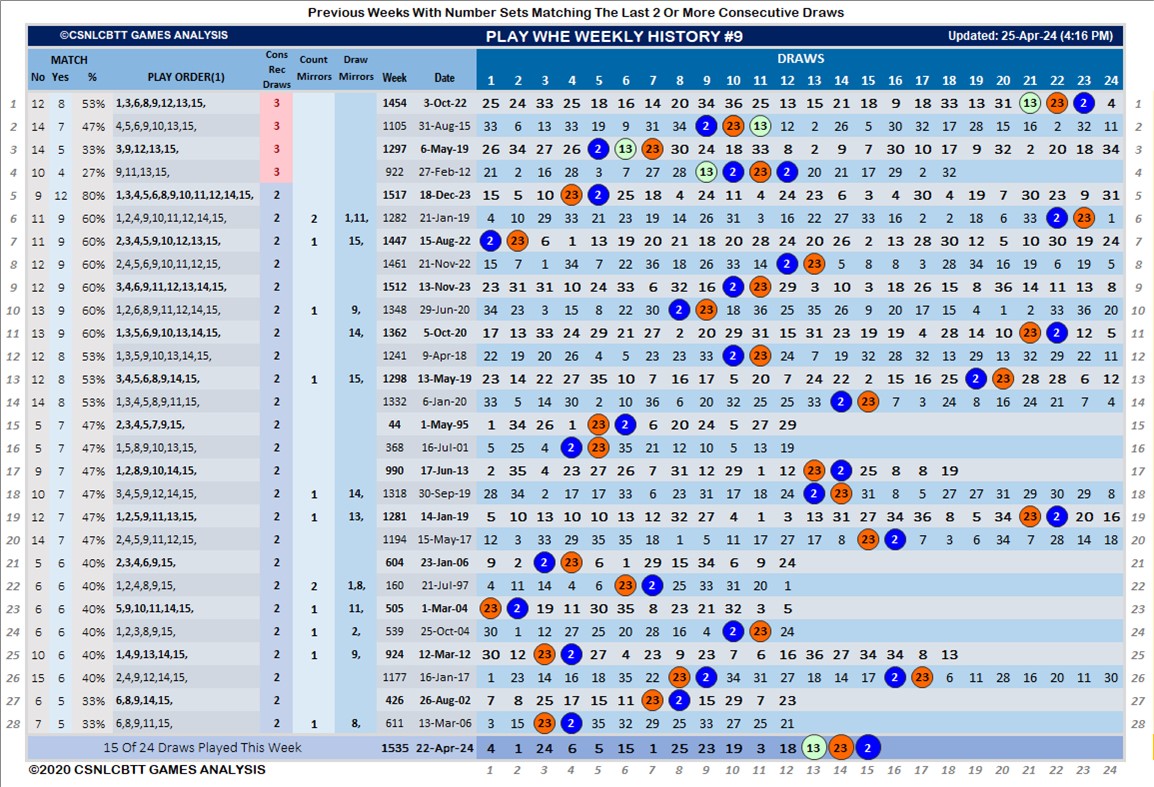 Previous Weeks With Number Sets Matching The Last 2 Or More Consecutive Draws
©CSNLCBTT GAMES ANALYSIS PLAY WHE WEEKLY HISTORY #9 Updated: 25-Apr-24 (4:16 PM)
MATCH Cons Rec Draws Count Mirrors Draw Mirrors DRAWS
No Yes % PLAY ORDER(1) Week Date 1 2 3 4 5 6 7 8 9 10 11 12 13 14 15 16 17 18 19 20 21 22 23 24
1 12 8 53% 1,3,6,8,9,12,13,15, 3 1454 3-Oct-22 25 24 33 25 18 16 14 20 34 36 25 13 15 21 18 9 18 33 13 31 13 23 2 4 1
2 14 7 47% 4,5,6,9,10,13,15, 3 1105 31-Aug-15 33 6 13 33 19 9 31 34 2 23 13 12 2 26 5 30 32 17 28 15 16 2 32 11 2
3 14 5 33% 3,9,12,13,15, 3 1297 6-May-19 26 34 27 26 2 13 23 30 24 18 33 8 2 9 7 30 10 17 9 32 2 20 18 34 3
4 10 4 27% 9,11,13,15, 3 922 27-Feb-12 21 2 16 28 3 7 27 28 13 2 23 2 20 21 17 29 2 32 4
5 9 12 80% 1,3,4,5,6,8,9,10,11,12,14,15, 2 1517 18-Dec-23 15 5 10 23 2 25 18 4 24 11 4 24 23 6 3 4 30 4 19 7 30 23 9 31 5
6 11 9 60% 1,2,4,9,10,11,12,14,15, 2 2 1,11, 1282 21-Jan-19 4 10 29 33 21 23 19 14 26 31 3 16 22 27 33 16 2 2 18 6 33 2 23 1 6
7 11 9 60% 2,3,4,5,9,10,12,13,15, 2 1 15, 1447 15-Aug-22 2 23 6 1 13 19 20 21 18 20 28 24 20 26 2 13 28 30 12 5 10 30 19 24 7
8 12 9 60% 2,4,5,6,9,10,11,12,15, 2 1461 21-Nov-22 15 7 1 34 7 22 36 18 26 33 14 2 23 5 8 8 3 28 34 16 19 6 19 5 8
9 12 9 60% 3,4,6,9,11,12,13,14,15, 2 1512 13-Nov-23 23 31 31 10 24 33 6 32 16 2 23 29 3 10 3 18 26 15 8 36 14 11 13 8 9
10 13 9 60% 1,2,6,8,9,11,12,14,15, 2 1 9, 1348 29-Jun-20 34 23 3 15 8 22 30 2 23 18 36 25 35 26 9 20 17 15 4 1 2 33 36 20 10
11 13 9 60% 1,3,5,6,9,10,13,14,15, 2 14, 1362 5-Oct-20 17 13 33 24 29 21 27 2 20 29 31 15 31 23 19 19 4 28 14 10 23 2 12 5 11
12 12 8 53% 1,3,5,9,10,13,14,15, 2 1241 9-Apr-18 22 19 20 26 4 5 23 23 33 2 23 24 7 19 32 28 32 13 29 13 32 29 22 11 12
13 12 8 53% 3,4,5,6,8,9,14,15, 2 1 15, 1298 13-May-19 23 14 22 27 35 10 7 16 17 5 20 7 24 22 2 15 16 25 2 23 28 28 6 12 13
14 14 8 53% 1,3,4,5,8,9,11,15, 2 1332 6-Jan-20 33 5 14 30 2 10 36 6 20 32 25 25 33 2 23 7 3 24 8 16 24 21 7 4 14
15 5 7 47% 2,3,4,5,7,9,15, 2 44 1-May-95 1 34 26 1 23 2 6 20 24 5 27 29 15
16 5 7 47% 1,5,8,9,10,13,15, 2 368 16-Jul-01 5 25 4 2 23 35 21 12 10 5 13 19 16
17 9 7 47% 1,2,8,9,10,14,15, 2 990 17-Jun-13 2 35 4 23 27 26 7 31 12 29 1 12 23 2 25 8 8 19 17
18 10 7 47% 3,4,5,9,12,14,15, 2 1 14, 1318 30-Sep-19 28 34 2 17 17 33 6 23 31 17 18 24 2 23 31 8 5 27 27 31 29 30 29 8 18
19 12 7 47% 1,2,5,9,11,13,15, 2 1 13, 1281 14-Jan-19 5 10 13 10 10 13 12 32 27 4 1 13 31 27 34 36 8 5 34 23 2 20 16 19
20 14 7 47% 2,4,5,9,11,12,15, 2 1194 15-May-17 12 3 33 29 35 35 18 1 5 11 17 27 17 8 23 2 7 3 6 34 7 28 14 18 20
21 5 6 40% 2,3,4,6,9,15, 2 604 23-Jan-06 9 2 2 23 6 1 29 15 34 6 9 24 21
22 6 6 40% 1,2,4,8,9,15, 2 2 1,8, 160 21-Jul-97 4 11 14 4 6 23 2 25 33 31 20 1 22
23 6 6 40% 5,9,10,11,14,15, 2 1 11, 505 1-Mar-04 23 2 19 11 30 35 8 23 21 32 3 5 23
24 6 6 40% 1,2,3,8,9,15, 2 1 2, 539 25-Oct-04 30 1 12 27 25 20 28 16 4 2 23 24 24
25 10 6 40% 1,4,9,13,14,15, 2 1 9, 924 12-Mar-12 30 12 23 2 27 4 23 9 23 7 6 16 36 27 34 34 8 13 25
26 15 6 40% 2,4,9,12,14,15, 2 1177 16-Jan-17 1 23 14 16 18 35 22 23 2 34 31 27 18 14 17 2 23 6 11 28 16 20 11 30 26
27 6 5 33% 6,8,9,14,15, 2 426 26-Aug-02 7 8 25 17 15 11 23 2 15 29 7 23 27
28 7 5 33% 6,8,9,11,15, 2 1 8, 611 13-Mar-06 3 15 23 2 35 32 29 25 33 27 25 21 28
15 Of 24 Draws Played This Week 1535 22-Apr-24 4 1 24 6 5 15 1 25 23 19 3 18 13 23 2
©2020 CSNLCBTT GAMES ANALYSIS 1 2 3 4 5 6 7 8 9 10 11 12 13 14 15 16 17 18 19 20 21 22 23 24